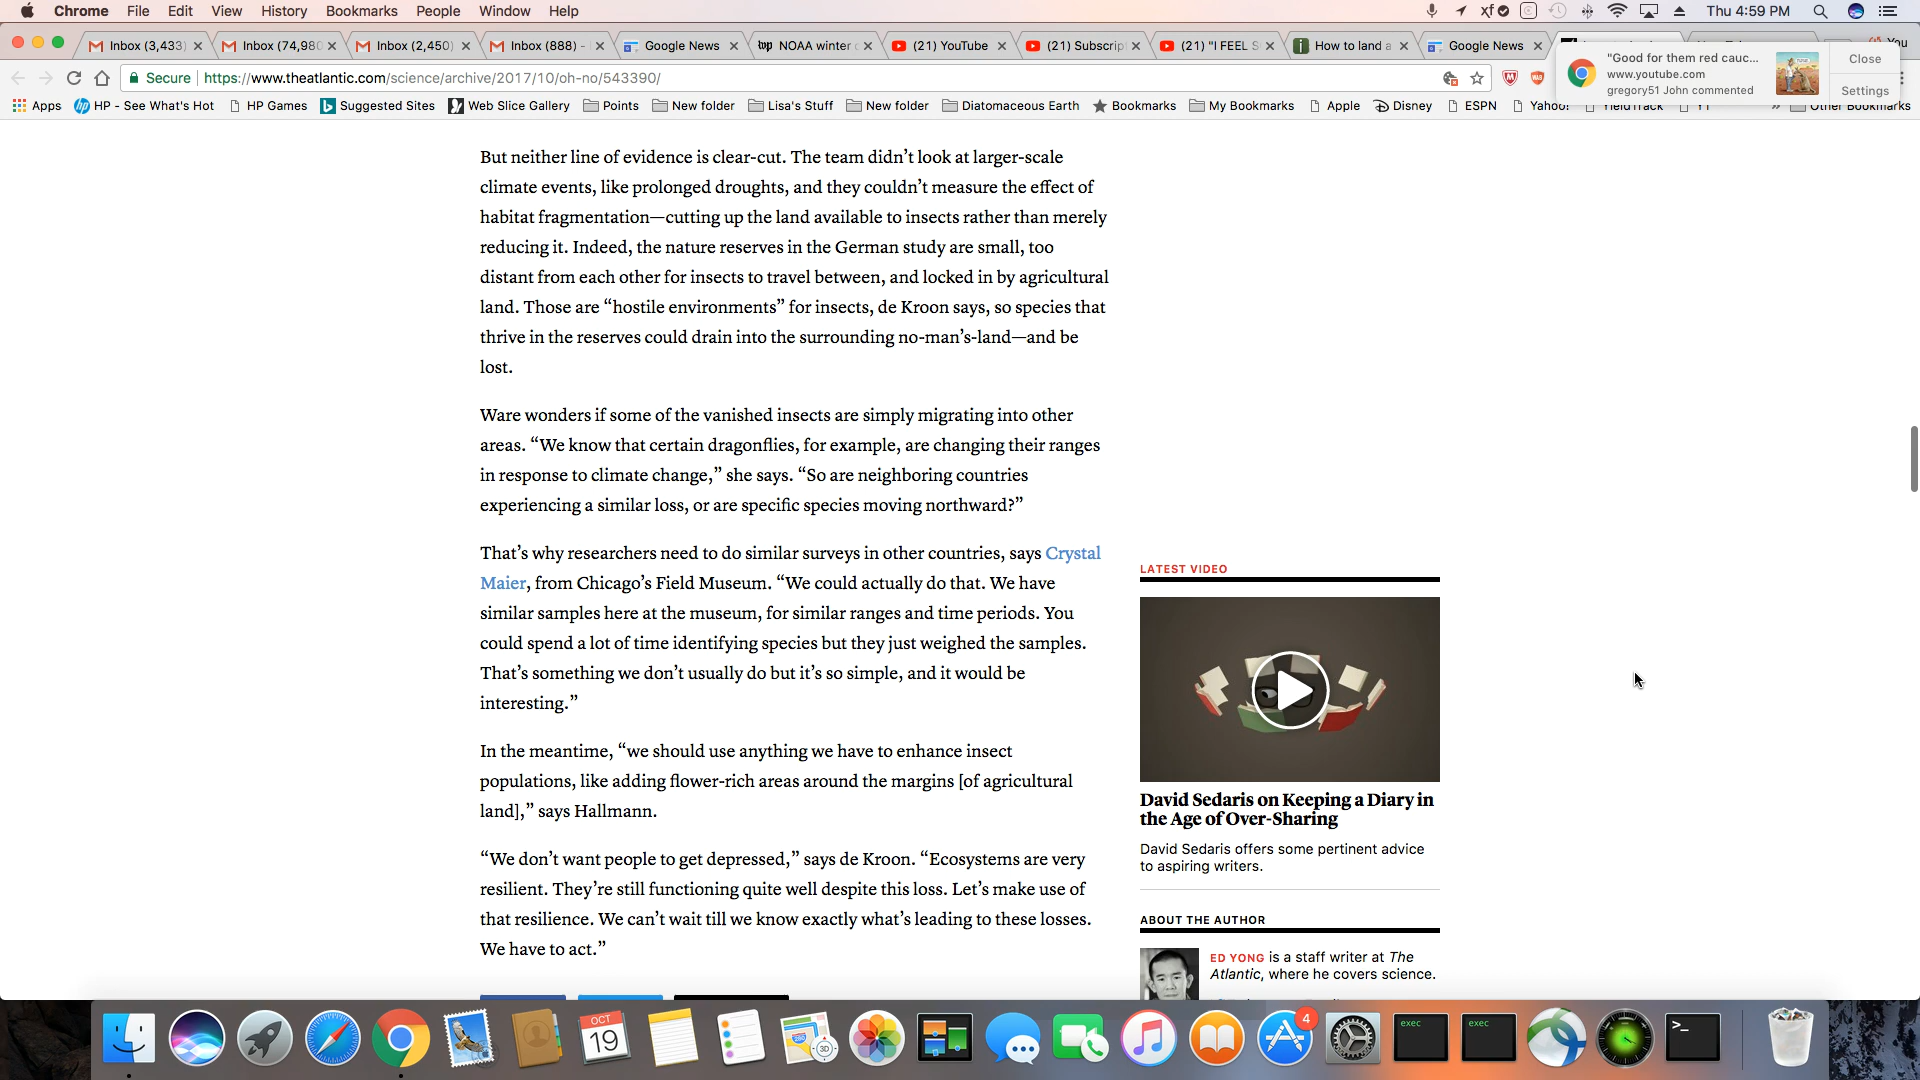 Chrome File Edit View History Bookmarks People Window Help Thu 4:59 PM
Inbox (3,433) Inbox (74,980 Inbox (2,450) Inbox (888) - Google News NOAA winter (21) YouTube (21) Subscrip (21) "I FEEL S How to land a Google News You
Secure https://www.theatlantic.com/science/archive/2017/10/oh-no/543390/
"Good for them red cauc...
www.youtube.com
gregory51 John commented
Close
Settings
Apps HP - See What's Hot HP Games Suggested Sites Web Slice Gallery Points New folder Lisa's Stuff New folder Diatomaceous Earth Bookmarks My Bookmarks Apple Disney ESPN Yahoo! YieldTrack YT Other Bookmarks
But neither line of evidence is clear-cut. The team didn’t look at larger-scale
climate events, like prolonged droughts, and they couldn’t measure the effect of
habitat fragmentation—cutting up the land available to insects rather than merely
reducing it. Indeed, the nature reserves in the German study are small, too
distant from each other for insects to travel between, and locked in by agricultural
land. Those are “hostile environments” for insects, de Kroon says, so species that
thrive in the reserves could drain into the surrounding no-man’s-land—and be
lost.
Ware wonders if some of the vanished insects are simply migrating into other
areas. “We know that certain dragonflies, for example, are changing their ranges
in response to climate change,” she says. “So are neighboring countries
experiencing a similar loss, or are specific species moving northward?”
That’s why researchers need to do similar surveys in other countries, says Crystal
Maier, from Chicago’s Field Museum. “We could actually do that. We have
similar samples here at the museum, for similar ranges and time periods. You
could spend a lot of time identifying species but they just weighed the samples.
That’s something we don’t usually do but it’s so simple, and it would be
interesting.”
In the meantime, “we should use anything we have to enhance insect
populations, like adding flower-rich areas around the margins [of agricultural
land],” says Hallmann.
“We don’t want people to get depressed,” says de Kroon. “Ecosystems are very
resilient. They’re still functioning quite well despite this loss. Let’s make use of
that resilience. We can’t wait till we know exactly what’s leading to these losses.
We have to act.”
LATEST VIDEO
David Sedaris on Keeping a Diary in
the Age of Over-Sharing
David Sedaris offers some pertinent advice
to aspiring writers.
ABOUT THE AUTHOR
ED YONG is a staff writer at The
Atlantic, where he covers science.
OCT
19
3D
4
exec
exec
>_